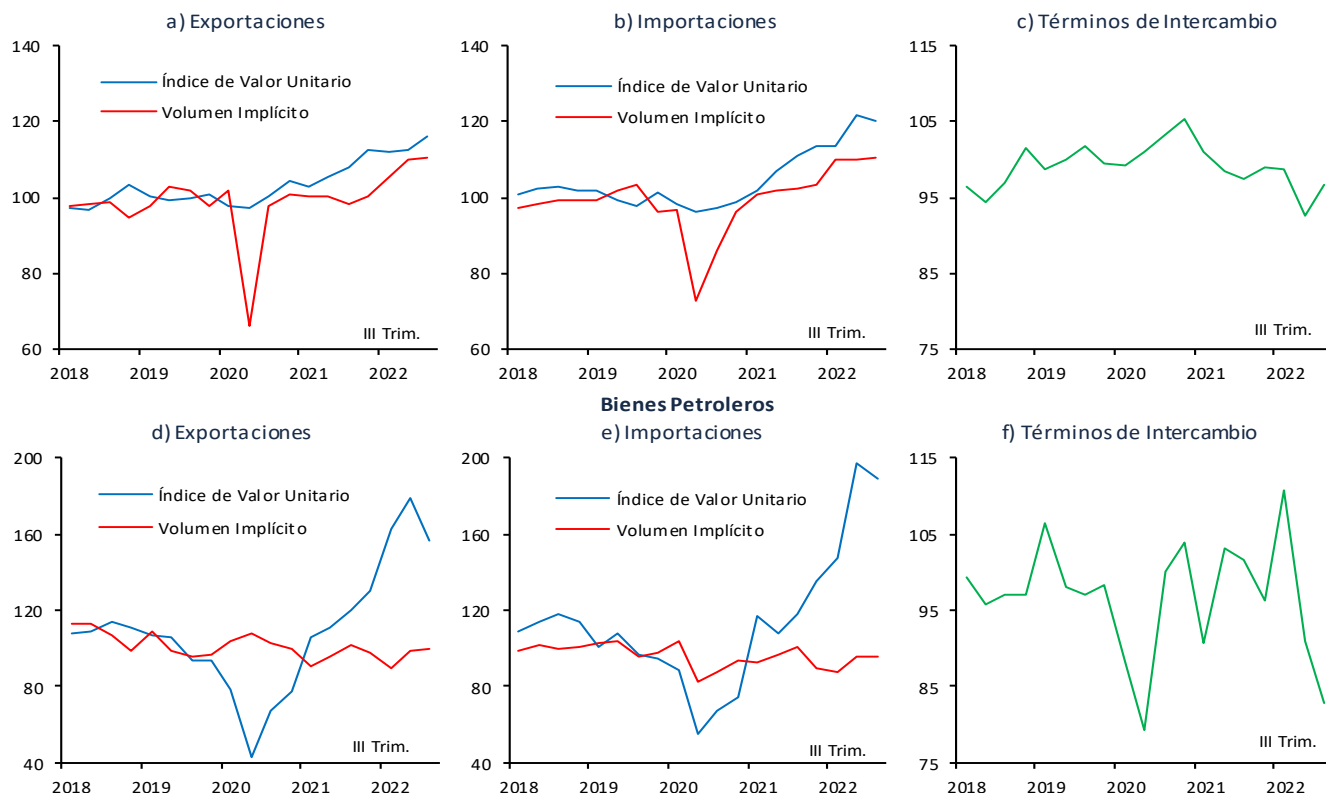 a) Exportaciones
140
120
100
80
60
Índice de Valor Unitario
Volumen Implícito
III Trim.
2018 2019 2020 2021 2022
b) Importaciones
140
120
100
80
60
Índice de Valor Unitario
Volumen Implícito
III Trim.
2018 2019 2020 2021 2022
c) Términos de Intercambio
115
105
95
85
75
III Trim.
2018 2019 2020 2021 2022
Bienes Petroleros
d) Exportaciones
200
160
120
80
40
Índice de Valor Unitario
Volumen Implícito
III Trim.
2018 2019 2020 2021 2022
e) Importaciones
200
160
120
80
40
Índice de Valor Unitario
Volumen Implícito
III Trim.
2018 2019 2020 2021 2022
f) Términos de Intercambio
115
105
95
85
75
III Trim.
2018 2019 2020 2021 2022